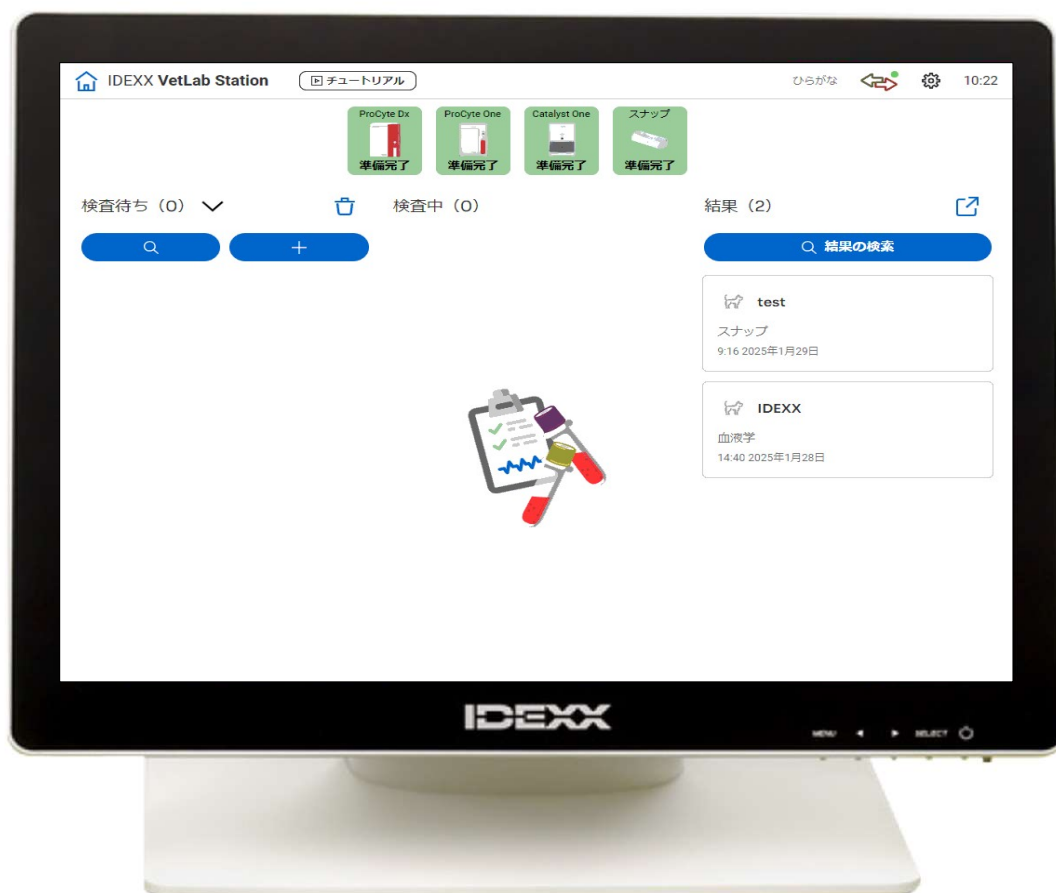 IDEXX VetLab Station
チュートリアル
ひらがな
10:22
ProCyte Dx
準備完了
ProCyte One
準備完了
Catalyst One
準備完了
スナップ
準備完了
検査待ち（0）
検査中（0）
結果（2）
結果の検索
test
スナップ
9:16 2025年1月29日
IDEXX
血液学
14:40 2025年1月28日
IDEXX
MENU
SELECT